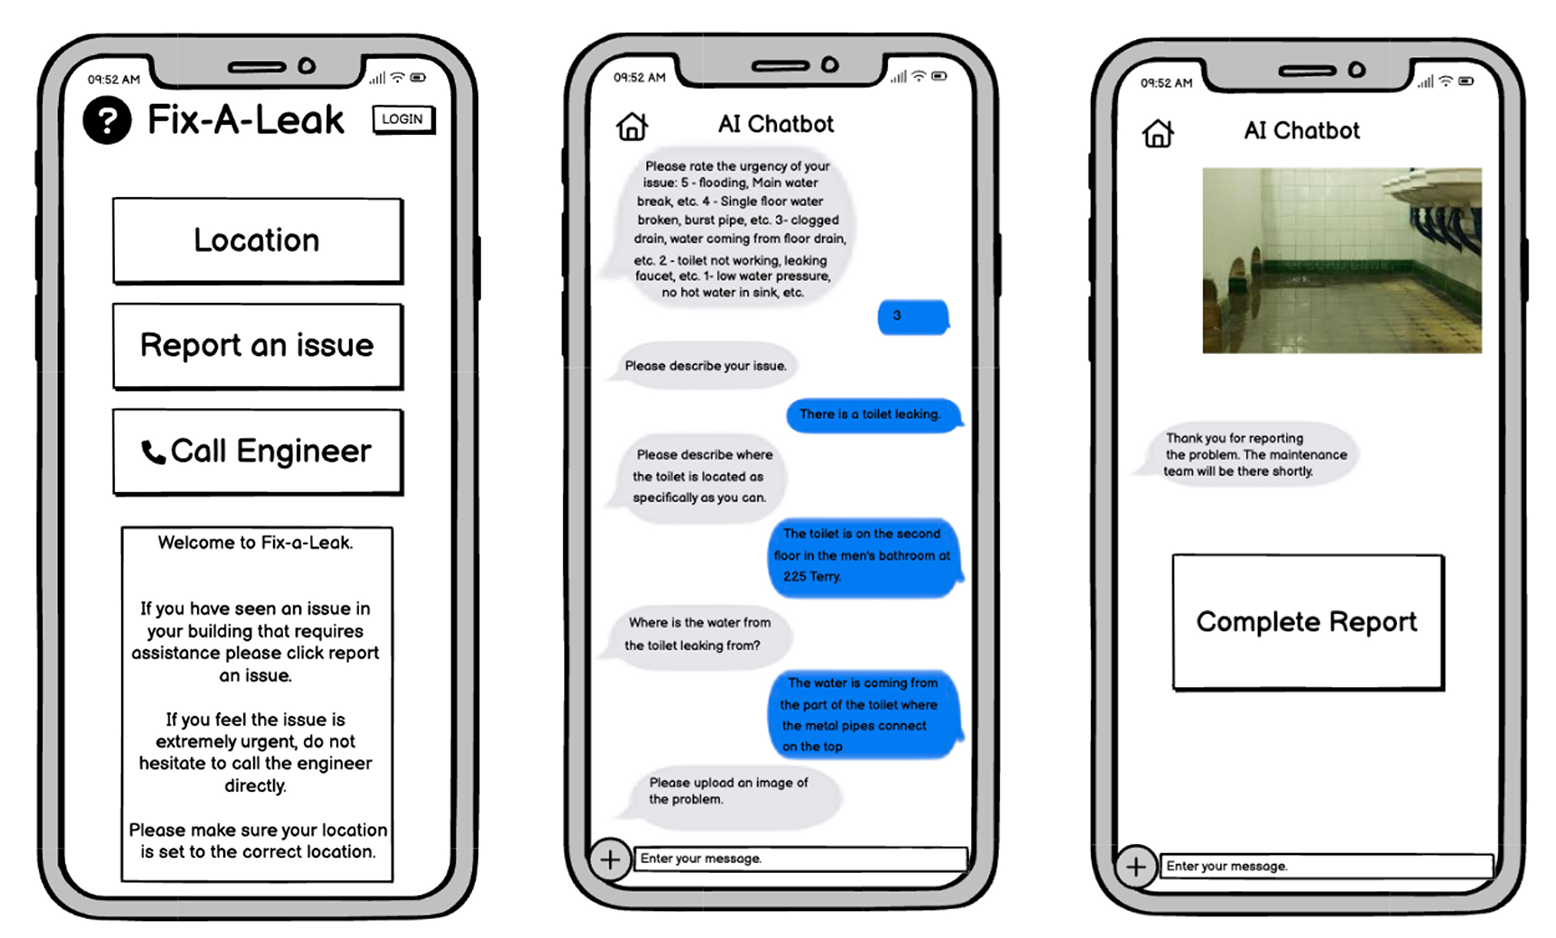 09:52 AM
Fix-A-Leak
LOGIN
Location
Report an issue
Call Engineer
Welcome to Fix-a-Leak.
If you have seen an issue in
your building that requires
assistance please click report
an issue.
If you feel the issue is
extremely urgent, do not
hesitate to call the engineer
directly.
Please make sure your location
is set to the correct location.
09:52 AM
AI Chatbot
Please rate the urgency of your
issue: 5 - flooding, Main water
break, etc. 4 - Single floor water
broken, burst pipe, etc. 3- clogged
drain, water coming from floor drain,
etc. 2 - toilet not working, leaking
faucet, etc. 1- low water pressure,
no hot water in sink, etc.
3
Please describe your issue.
There is a toilet leaking.
Please describe where
the toilet is located as
specifically as you can.
The toilet is on the second
floor in the men's bathroom at
225 Terry.
Where is the water from
the toilet leaking from?
The water is coming from
the part of the toilet where
the metal pipes connect
on the top
Please upload an image of
the problem.
Enter your message.
09:52 AM
AI Chatbot
Thank you for reporting
the problem. The maintenance
team will be there shortly.
Complete Report
Enter your message.